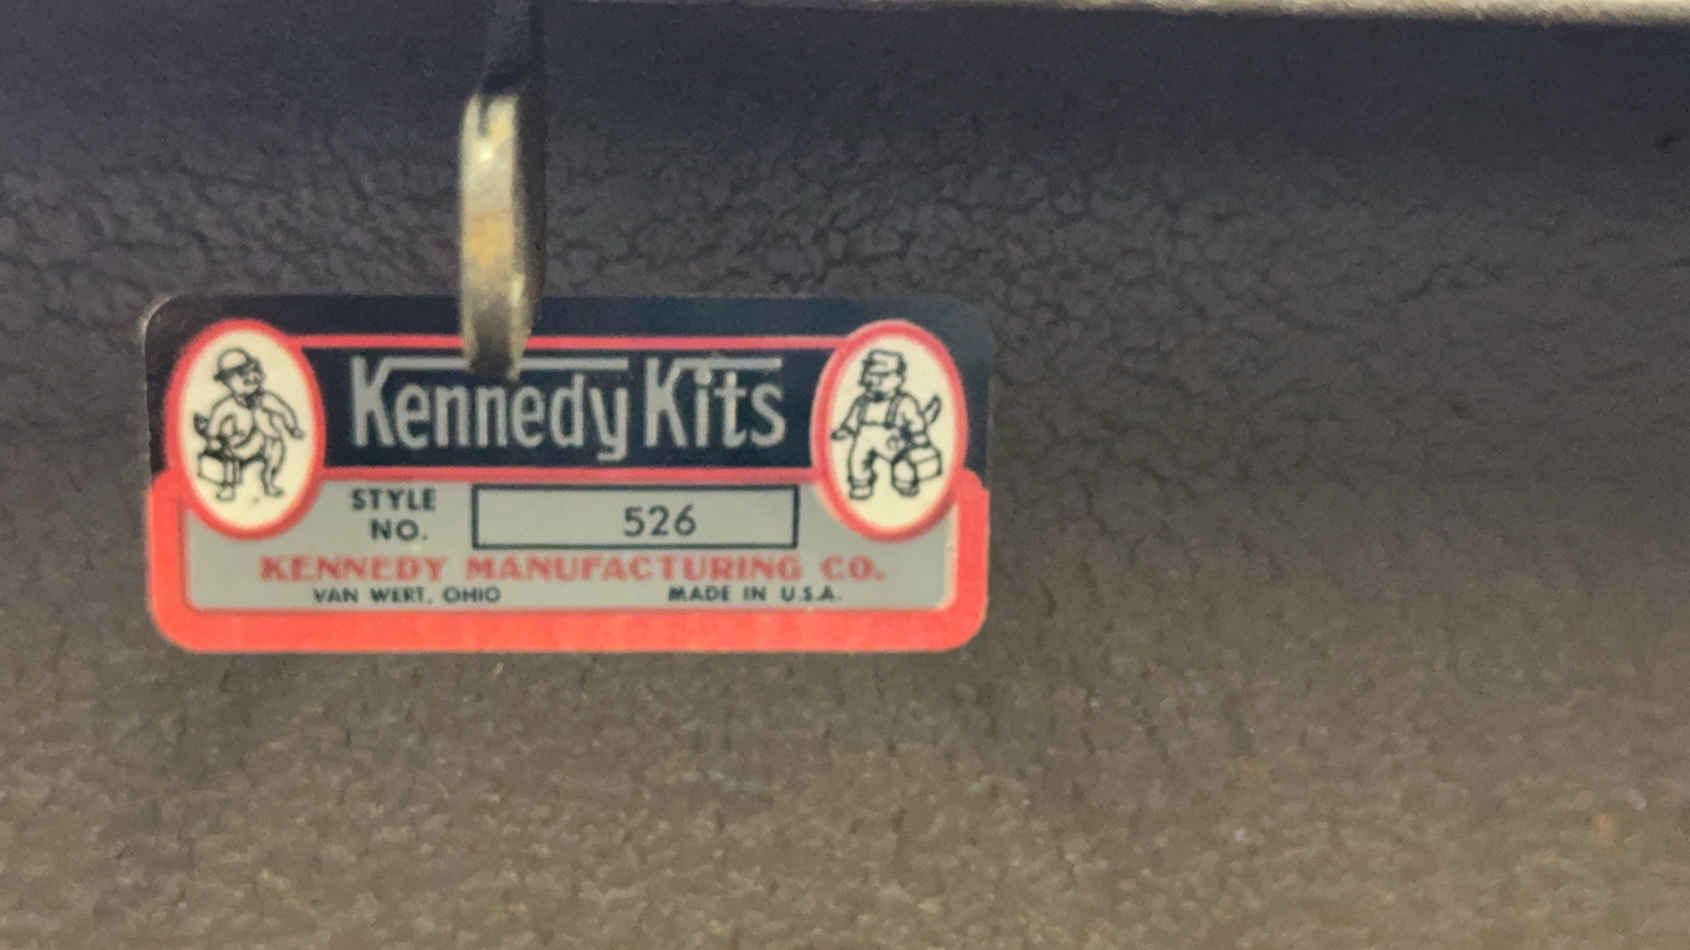 Kennedy Kits
STYLE NO. 526
KENNEDY MANUFACTURING CO.
VAN WERT, OHIO MADE IN U.S.A.